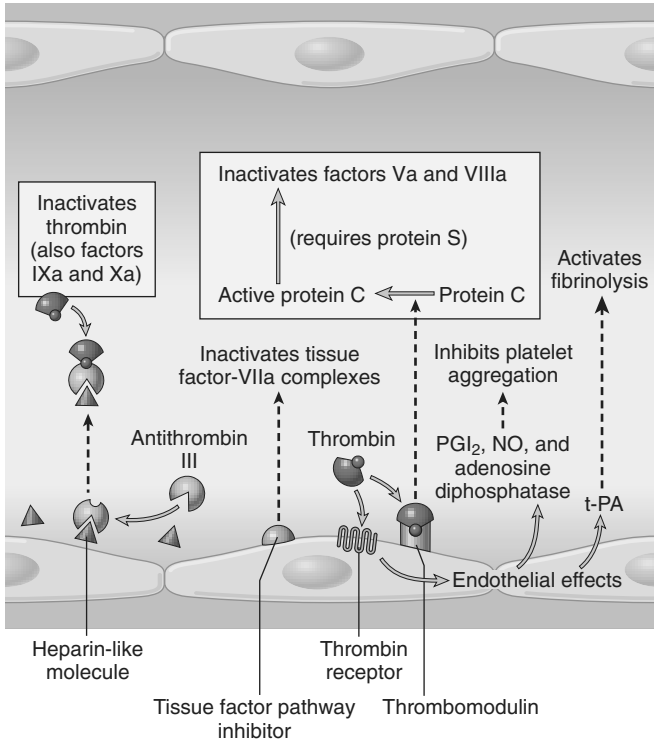 Inactivates factors Va and VIIIa
(requires protein S)
Active protein C
Protein C
Inactivates
thrombin
(also factors
IXa and Xa)
Activates
fibrinolysis
Inactivates tissue
factor-VIIa complexes
Inhibits platelet
aggregation
Antithrombin
III
Thrombin
PGI₂, NO, and
adenosine
diphosphatase
t-PA
Endothelial effects
Heparin-like
molecule
Thrombin
receptor
Tissue factor pathway
inhibitor
Thrombomodulin